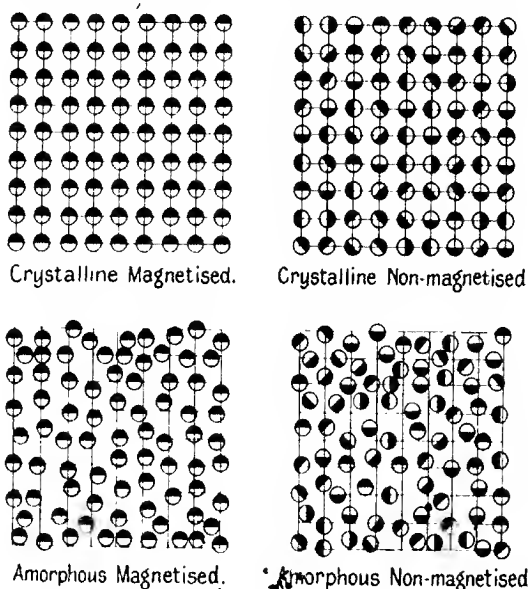 Crystalline Magnetised.
Crystalline Non-magnetised
Amorphous Magnetised.
Amorphous Non-magnetised